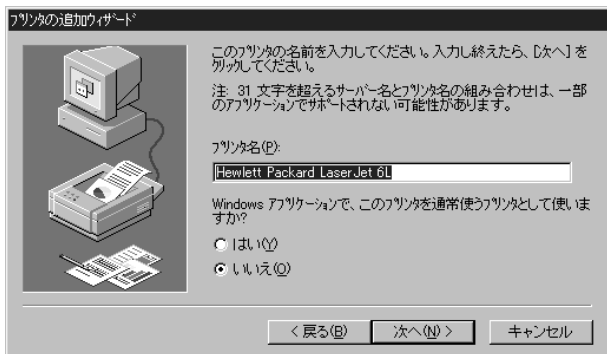 ﾌﾟﾘﾝﾀの追加ｳｨｻﾞｰﾄﾞ
このﾌﾟﾘﾝﾀの名前を入力してください。入力し終えたら、[次へ] を
ｸﾘｯｸしてください。
注: 31 文字を超えるｻｰﾊﾞｰ名とﾌﾟﾘﾝﾀ名の組み合わせは、一部
のｱﾌﾟﾘｹｰｼｮﾝでｻﾎﾟｰﾄされない可能性があります。
ﾌﾟﾘﾝﾀ名(P):
Hewlett Packard LaserJet 6L
Windows ｱﾌﾟﾘｹｰｼｮﾝで、このﾌﾟﾘﾝﾀを通常使うﾌﾟﾘﾝﾀとして使いま
すか?
はい(Y)
いいえ(O)
< 戻る(B) 次へ(N) > キャンセル